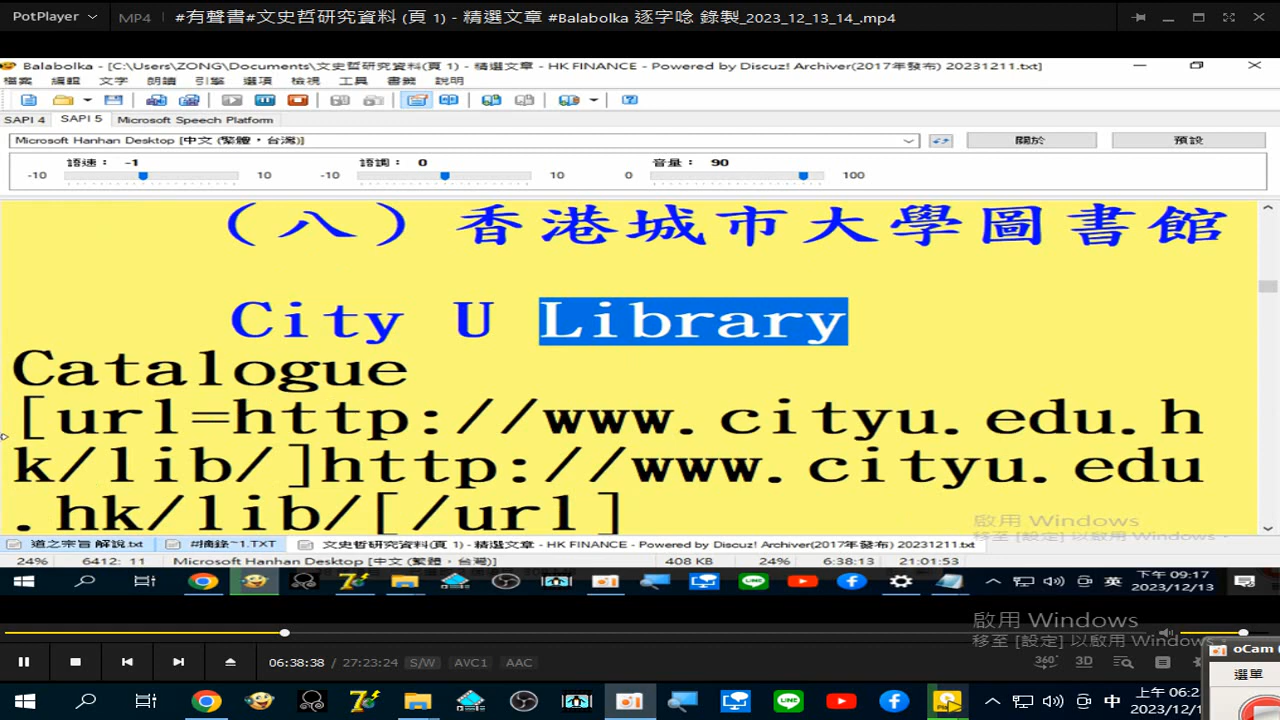 PotPlayer
MP4
#有聲書#文史哲研究資料 (頁 1) - 精選文章 #Balabolka 逐字唸 錄製_2023_12_13_14_.mp4
Balabolka - [C:\Users\ZONG\Documents\文史哲研究資料(頁 1) - 精選文章 - HK FINANCE - Powered by Discuz! Archiver(2017年發布) 20231211.txt]
檔案 編輯 文字 朗讀 引擎 選項 檢視 工具 書籤 說明
SAPI 4 SAPI 5 Microsoft Speech Platform
Microsoft Hanhan Desktop [中文 (繁體，台灣)]
關於
預設
語速： -1
語調： 0
音量： 90
-10 10 -10 10 0 100
（八）香港城市大學圖書館
City U Library
Catalogue
[url=http://www.cityu.edu.h
k/lib/]http://www.cityu.edu
.hk/lib/[/url]
啟用 Windows
移至 [設定] 以啟用 Windows。
道之宗旨 解說.txt
#摘錄~1.TXT
文史哲研究資料(頁 1) - 精選文章 - HK FINANCE - Powered by Discuz! Archiver(2017年發布) 20231211.txt
24% 6412: 11 Microsoft Hanhan Desktop [中文 (繁體，台灣)] 408 KB 24% 6:38:13 21:01:53
英
下午 09:17
2023/12/13
啟用 Windows
移至 [設定] 以啟用 Windows。
06:38:38 / 27:23:24 S/W AVC1 AAC
360° 3D
oCam
選單
中
上午 06:2
2023/12/1